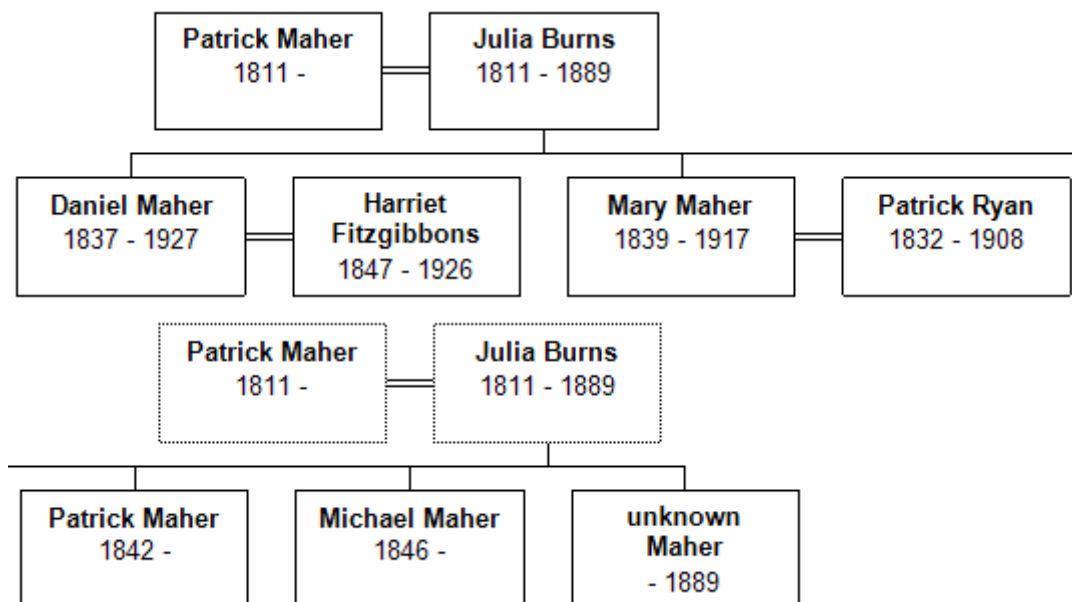 Patrick Maher
1811 -
Julia Burns
1811 - 1889
Daniel Maher
1837 - 1927
Harriet
Fitzgibbons
1847 - 1926
Mary Maher
1839 - 1917
Patrick Ryan
1832 - 1908
Patrick Maher
1811 -
Julia Burns
1811 - 1889
Patrick Maher
1842 -
Michael Maher
1846 -
unknown
Maher
- 1889